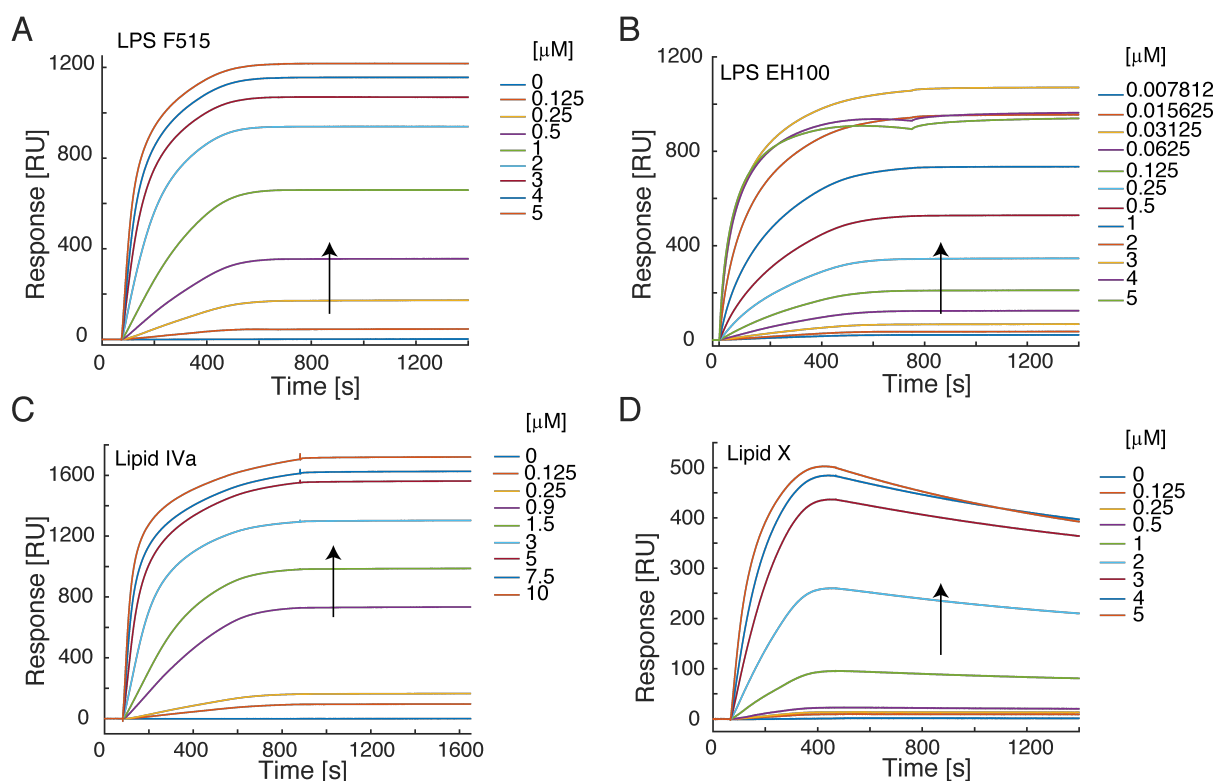 A
LPS F515
[μM]
0
0.125
0.25
0.5
1
2
3
4
5
1200
800
400
0
Response [RU]
0 400 800 1200
Time [s]
B
LPS EH100
[μM]
0.007812
0.015625
0.03125
0.0625
0.125
0.25
0.5
1
2
3
4
5
1200
800
400
0
Response [RU]
0 400 800 1200
Time [s]
C
Lipid IVa
[μM]
0
0.125
0.25
0.9
1.5
3
5
7.5
10
1600
1200
800
400
0
Response [RU]
0 400 800 1200 1600
Time [s]
D
Lipid X
[μM]
0
0.125
0.25
0.5
1
2
3
4
5
500
400
300
200
100
0
Response [RU]
0 400 800 1200
Time [s]